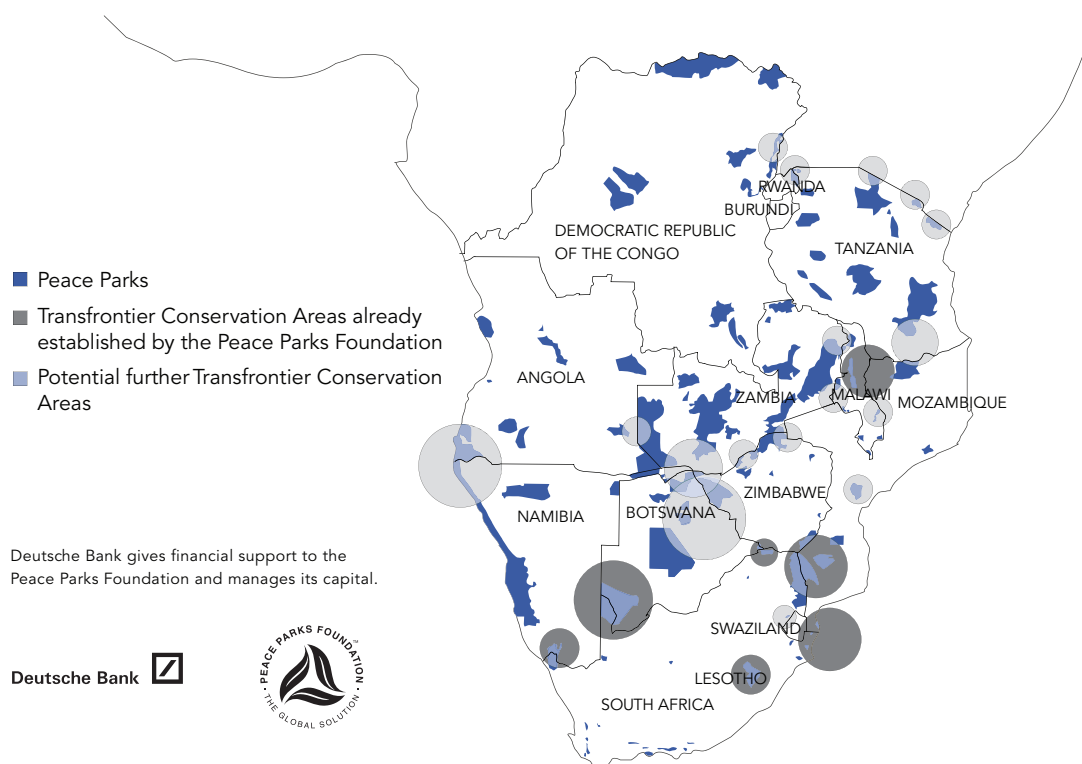 RWANDA
BURUNDI
DEMOCRATIC REPUBLIC
OF THE CONGO
TANZANIA
Peace Parks
Transfrontier Conservation Areas already
established by the Peace Parks Foundation
Potential further Transfrontier Conservation
Areas
ANGOLA
ZAMBIA
MALAWI
MOZAMBIQUE
ZIMBABWE
BOTSWANA
NAMIBIA
Deutsche Bank gives financial support to the
Peace Parks Foundation and manages its capital.
SWAZILAND
LESOTHO
SOUTH AFRICA
Deutsche Bank
• PEACE PARKS FOUNDATION •
™
THE GLOBAL SOLUTION